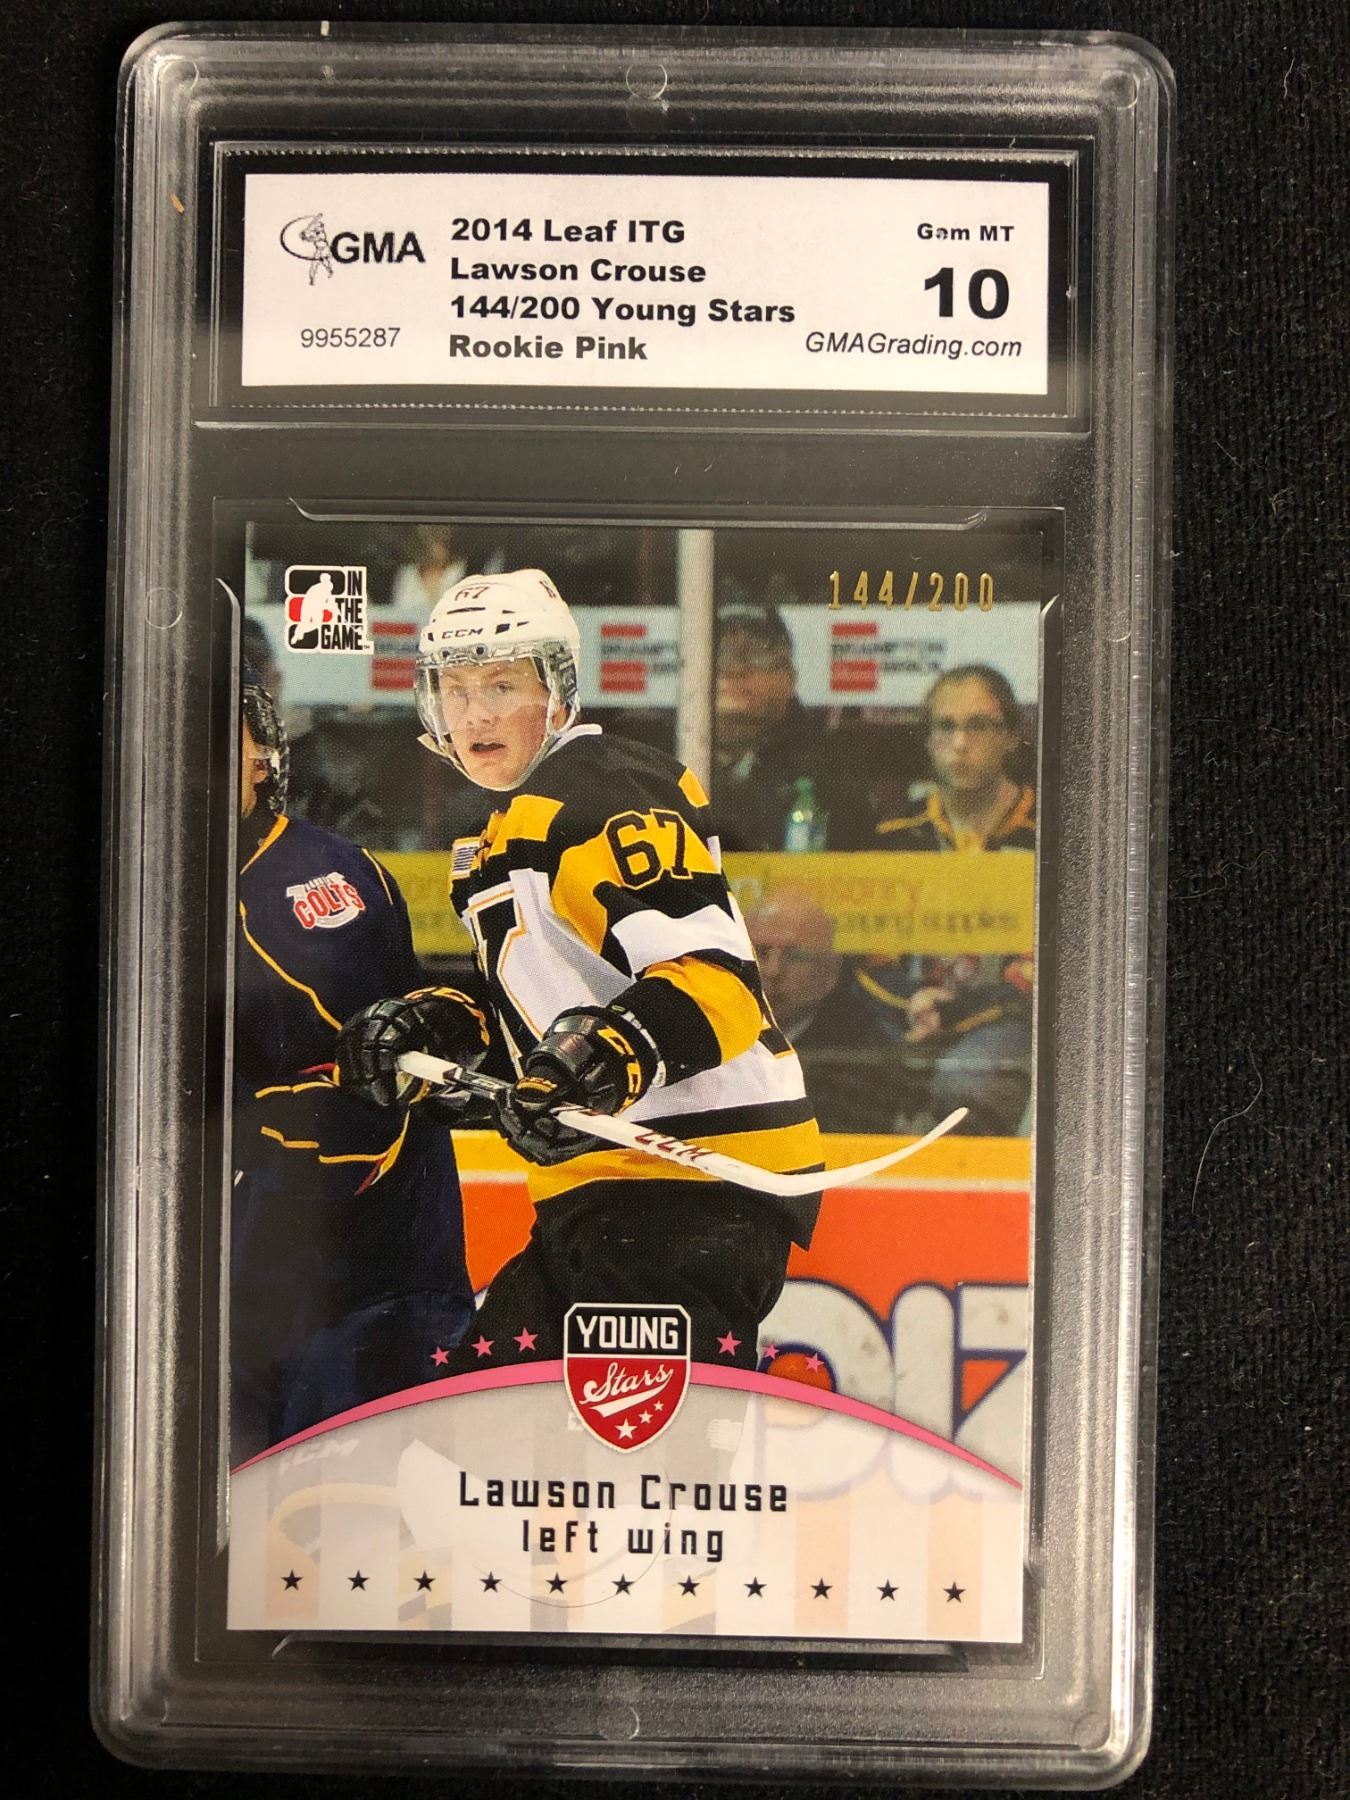 GMA
9955287
2014 Leaf ITG
Lawson Crouse
144/200 Young Stars
Rookie Pink
Gem MT
10
GMAGrading.com
IN
THE
GAME
144/200
67
CCM
67
COLTS
CCM
YOUNG
Stars
Lawson Crouse
left wing